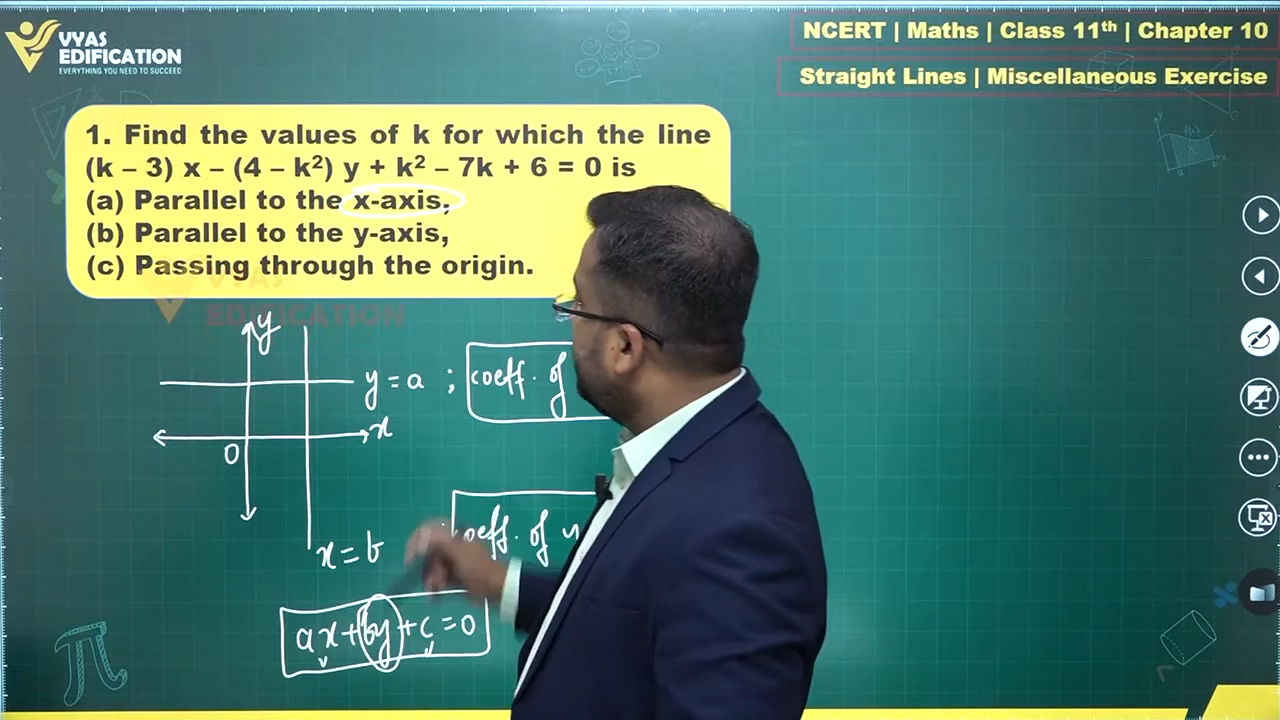 VYAS
EDIFICATION
EVERYTHING YOU NEED TO SUCCEED
NCERT | Maths | Class 11th | Chapter 10
Straight Lines | Miscellaneous Exercise
1. Find the values of k for which the line
(k – 3) x – (4 – k²) y + k² – 7k + 6 = 0 is
(a) Parallel to the x-axis,
(b) Parallel to the y-axis,
(c) Passing through the origin.
EDIFICATION
y
y = a ; coeff. of
x
0
coeff. of
x = b
ax + by + c = 0
π